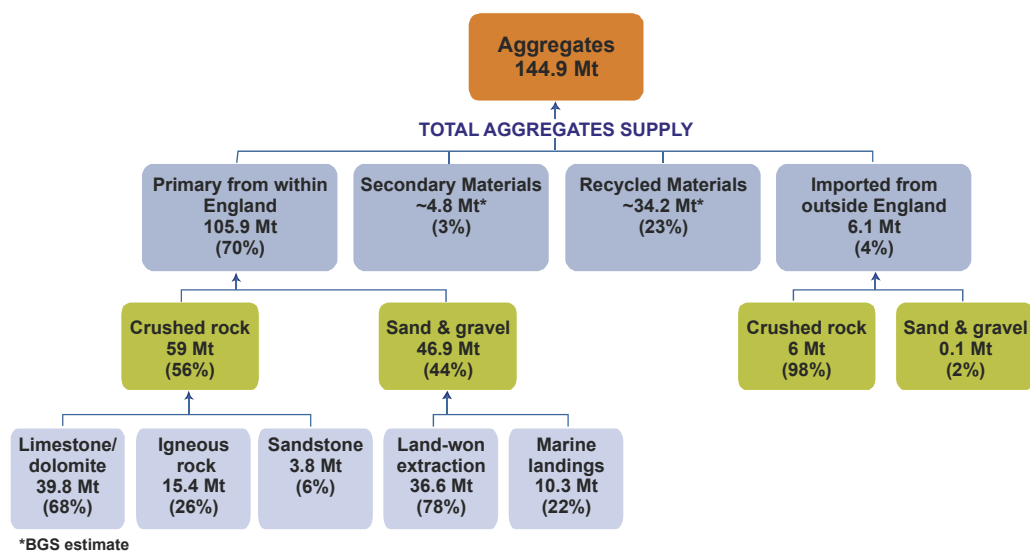 Aggregates
144.9 Mt
TOTAL AGGREGATES SUPPLY
Primary from within
England
105.9 Mt
(70%)
Secondary Materials
~4.8 Mt*
(3%)
Recycled Materials
~34.2 Mt*
(23%)
Imported from
outside England
6.1 Mt
(4%)
Crushed rock
59 Mt
(56%)
Sand & gravel
46.9 Mt
(44%)
Crushed rock
6 Mt
(98%)
Sand & gravel
0.1 Mt
(2%)
Limestone/
dolomite
39.8 Mt
(68%)
Igneous
rock
15.4 Mt
(26%)
Sandstone
3.8 Mt
(6%)
Land-won
extraction
36.6 Mt
(78%)
Marine
landings
10.3 Mt
(22%)
*BGS estimate